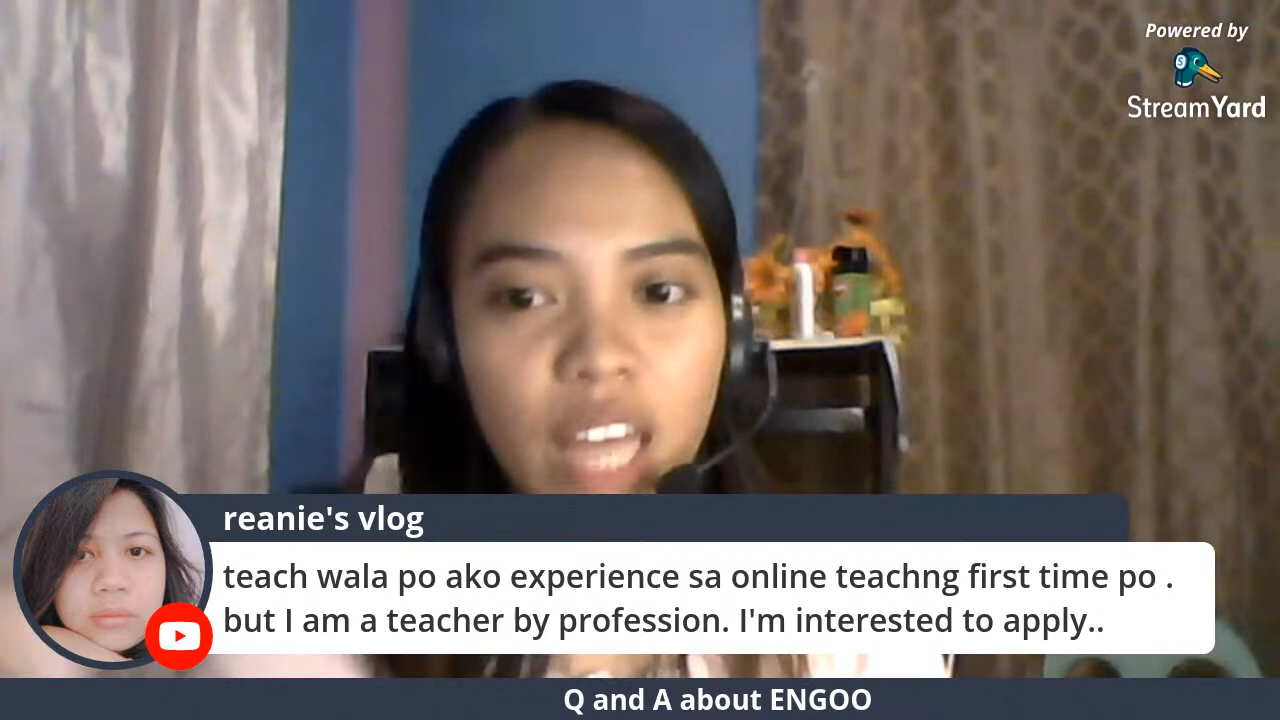 Powered by
StreamYard
reanie's vlog
teach wala po ako experience sa online teachng first time po .
but I am a teacher by profession. I'm interested to apply..
Q and A about ENGOO